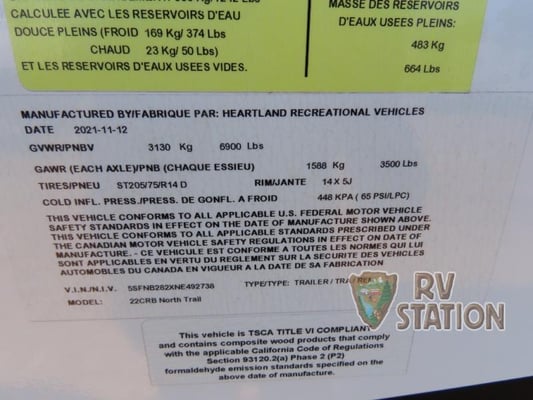 CALCULEE AVEC LES RESERVOIRS D'EAU
DOUCE PLEINS (FROID 169 Kg/ 374 Lbs
CHAUD 23 Kg/ 50 Lbs)
ET LES RESERVOIRS D'EAUX USEES VIDES.
MASSE DES RESERVOIRS
D'EAUX USEES PLEINS:
483 KG
664 Lbs
MANUFACTURED BY/FABRIQUE PAR: HEARTLAND RECREATIONAL VEHICLES
DATE 2021-11-12
GVWR/PNBV 3130 Kg 6900 Lbs
GAWR (EACH AXLE)/PNB (CHAQUE ESSIEU) 1588 Kg 3500 Lbs
TIRES/PNEU ST205/75/R14 D RIM/JANTE 14 X 5J
COLD INFL. PRESS./PRESS. DE GONFL. A FROID 448 KPA ( 65 PSI/LPC)
THIS VEHICLE CONFORMS TO ALL APPLICABLE U.S. FEDERAL MOTOR VEHICLE
SAFETY STANDARDS IN EFFECT ON THE DATE OF MANUFACTURE SHOWN ABOVE.
THIS VEHICLE CONFORMS TO ALL APPLICABLE STANDARDS PRESCRIBED UNDER
THE CANADIAN MOTOR VEHICLE SAFETY REGULATIONS IN EFFECT ON THE DATE OF
MANUFACTURE. - CE VEHICULE EST CONFORME A TOUTES LES NORMES QUI LUI
SONT APPLICABLES EN VERTU DU REGLEMENT SUR LA SECURITE DES VEHICLES
AUTOMOBILES DU CANADA EN VIGUEUR A LA DATE DE SA FABRICATION
V.I.N./N.I.V. 5SFNB282XNE492738 TYPE/TYPE: TRAILER /
MODEL: 22CRB North Trail
RV
STATION
This vehicle is TSCA TITLE VI COMPLIANT
and contains composite wood products that comply
with the applicable California Code of Regulations
Section 93120.2(a) Phase 2 (P2)
formaldehyde emission standards specified on the
above date of manufacture.